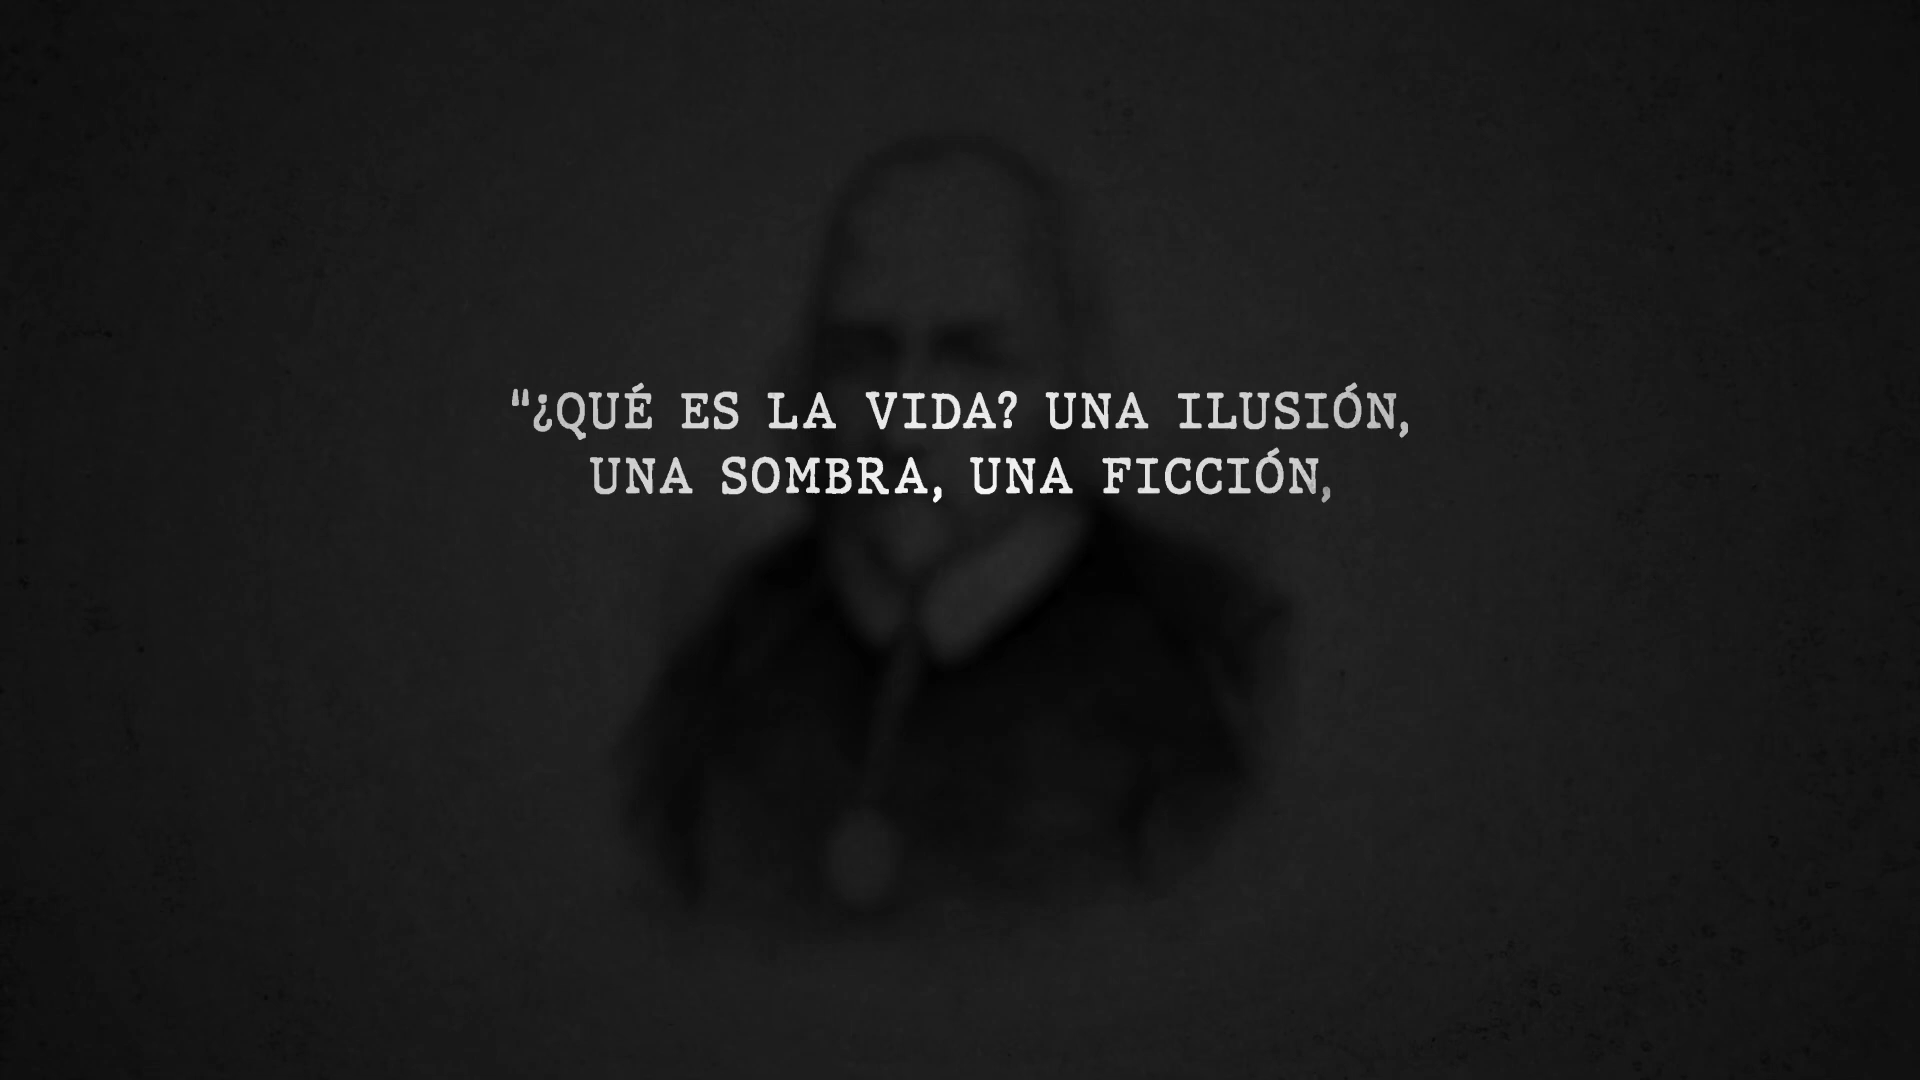 "¿QUÉ ES LA VIDA? UNA ILUSIÓN,
UNA SOMBRA, UNA FICCIÓN,